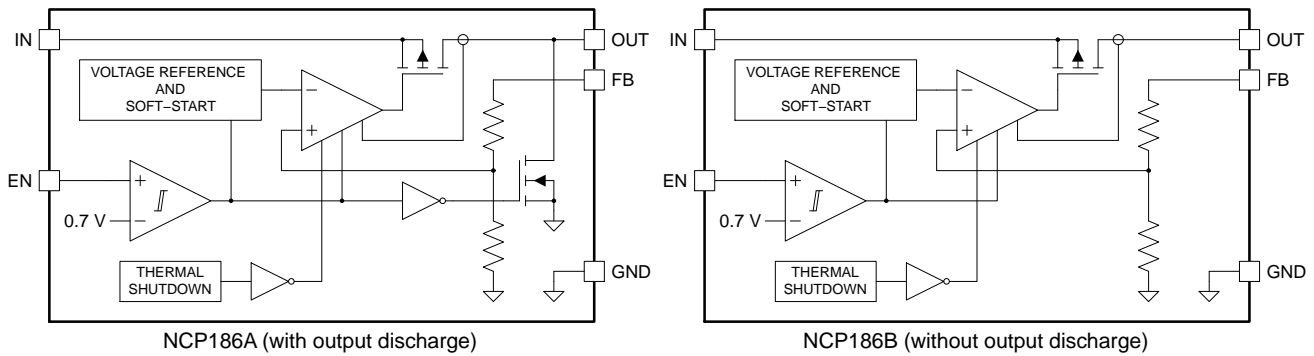 IN
OUT
FB
VOLTAGE REFERENCE
AND
SOFT−START
−
+
EN
+
−
0.7 V
THERMAL
SHUTDOWN
GND
NCP186A (with output discharge)
IN
OUT
FB
VOLTAGE REFERENCE
AND
SOFT−START
−
+
EN
+
−
0.7 V
THERMAL
SHUTDOWN
GND
NCP186B (without output discharge)